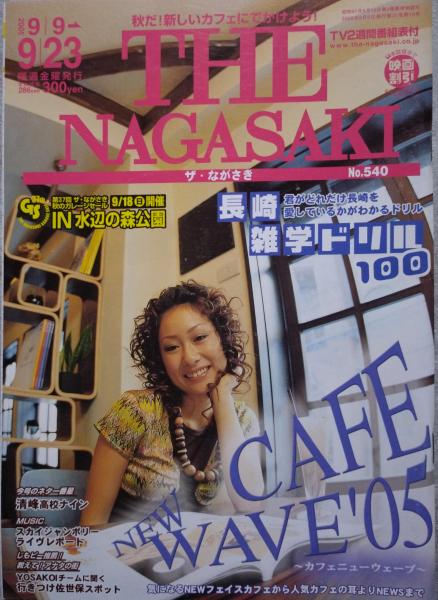 秋だ!新しいカフェにでかけよう!
2005
9/9→
9/23
隔週金曜発行
300yen
TV2週間番組表付
www.the-nagasaki.co.jp
映画
割引
THE
NAGASAKI
ザ・ながさき
No.540
第37回 ザ・ながさき
秋のガレージセール
9/18(日)開催
IN 水辺の森公園
長崎
君がどれだけ長崎を
愛しているかがわかるドリル
雑学ドリル
100
CAFE
NEW WAVE'05
〜カフェニューウェーブ〜
今号のネタ一番星
清峰高校ナイン
MUSIC
スカイジャンボリー
ライヴレポート
YOSAKOIチームに聞く
行きつけ佐世保スポット
気になるNEWフェイスカフェから人気カフェの耳よりNEWSまで